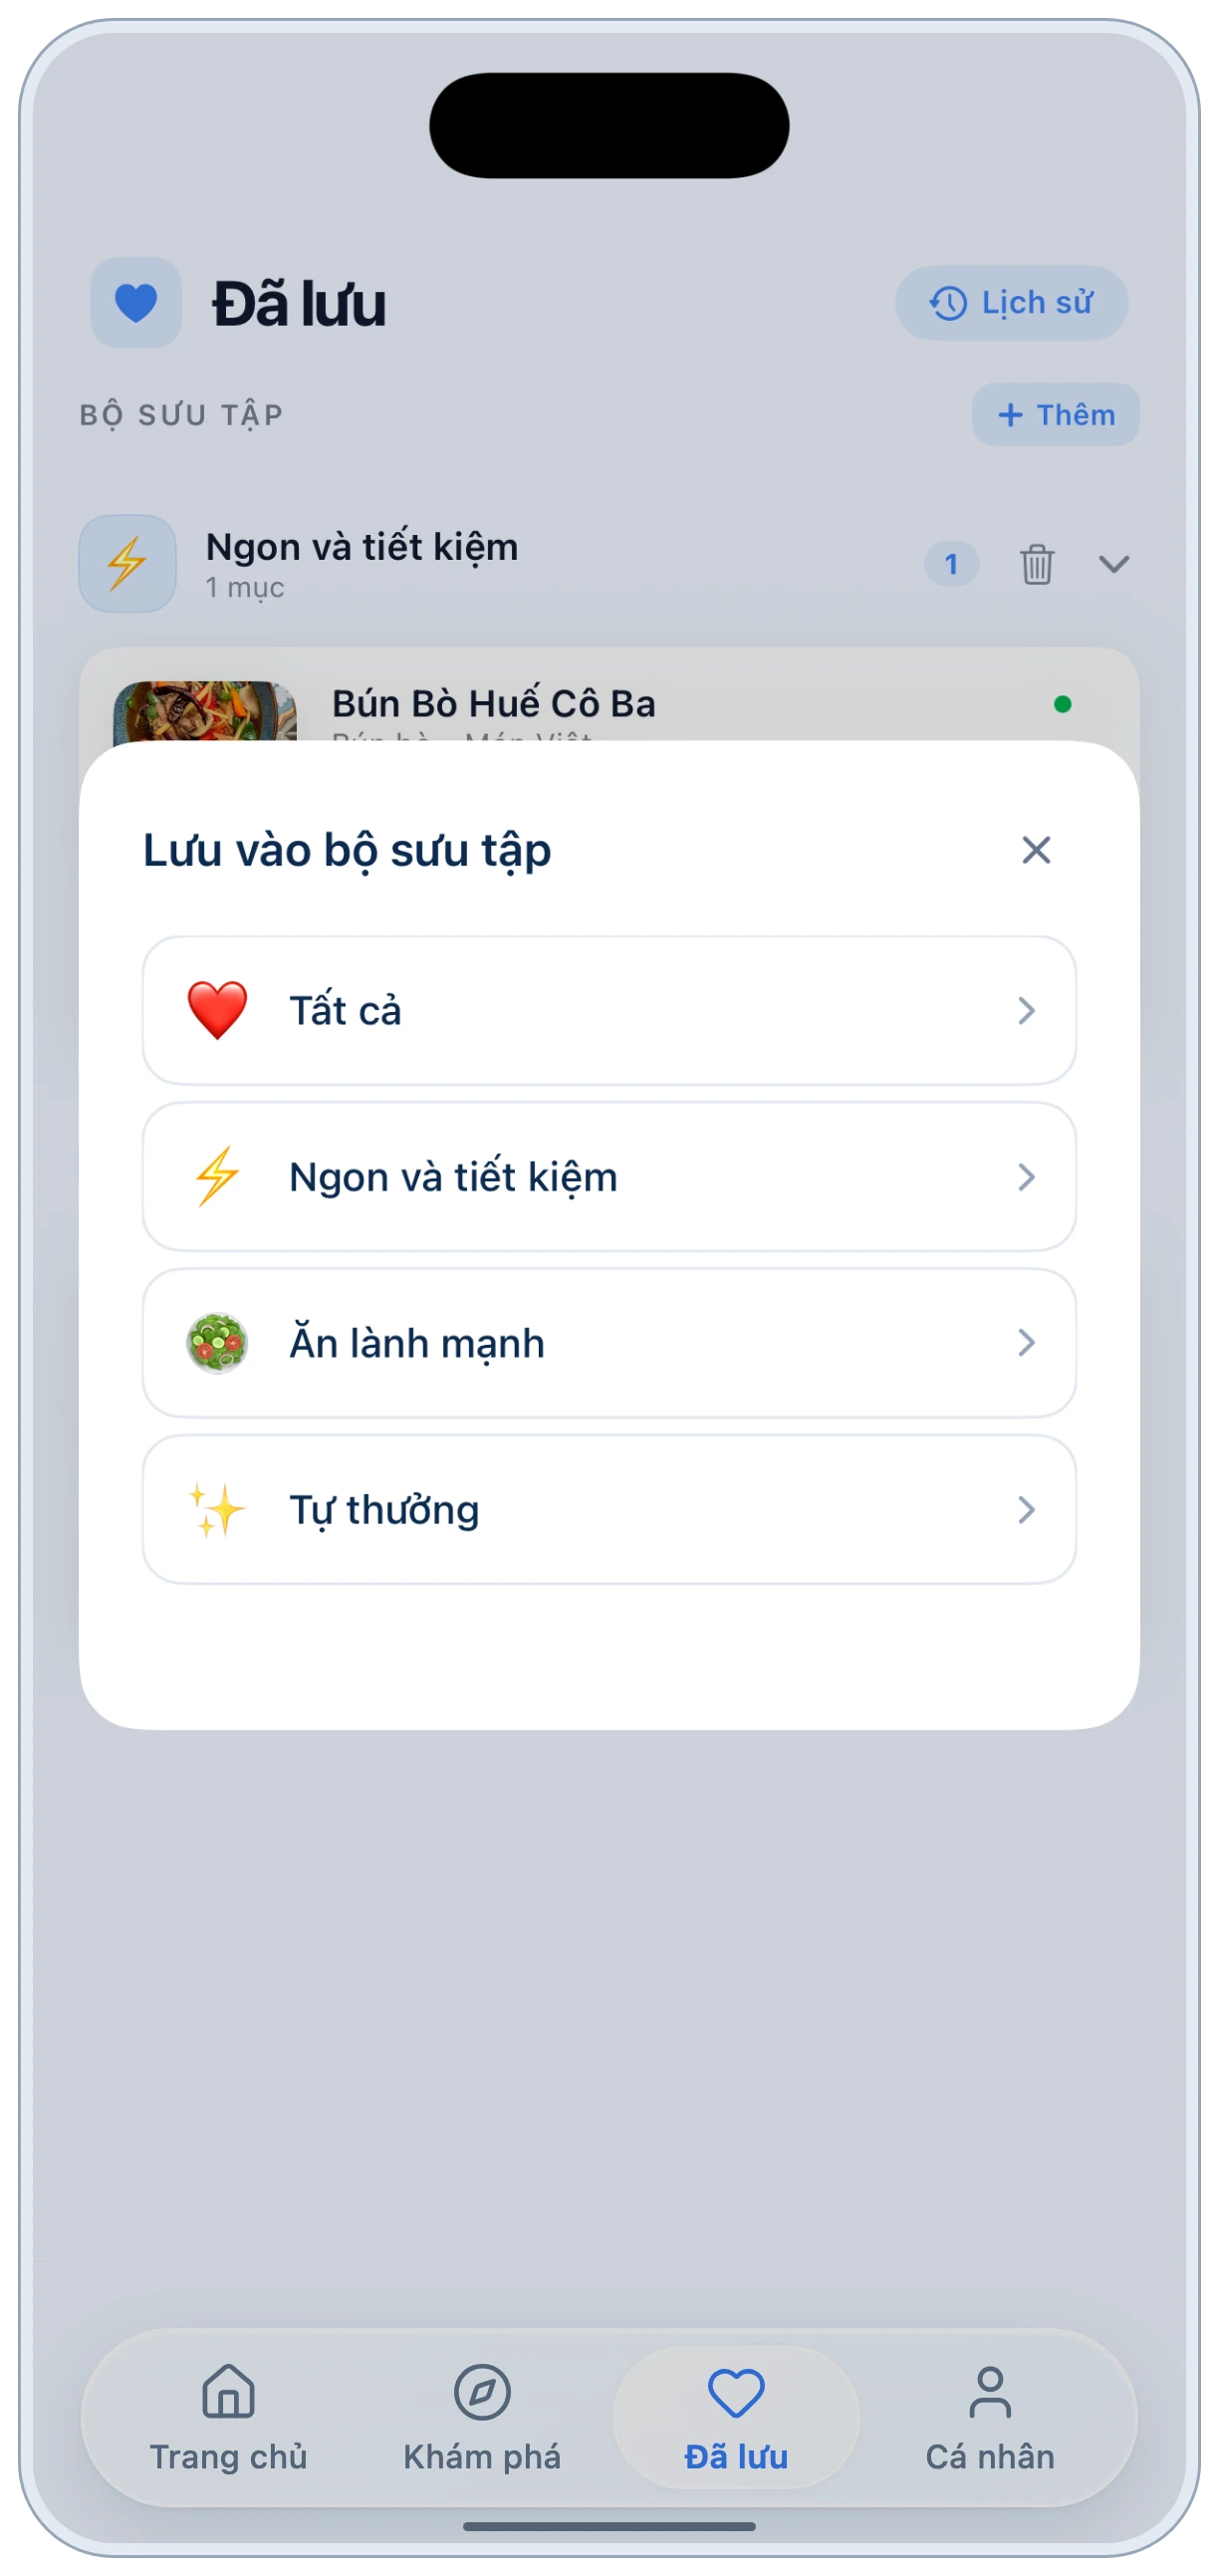 Đã lưu
Lịch sử
BỘ SƯU TẬP
+ Thêm
Ngon và tiết kiệm
1 mục
1
Bún Bò Huế Cô Ba
Lưu vào bộ sưu tập
Tất cả
Ngon và tiết kiệm
Ăn lành mạnh
Tự thưởng
Trang chủ
Khám phá
Đã lưu
Cá nhân